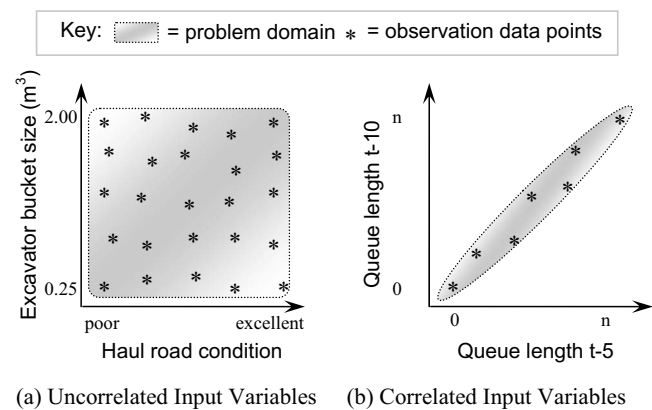 Key: = problem domain * = observation data points
Excavator bucket size (m³)
2.00
0.25
poor excellent
Haul road condition
(a) Uncorrelated Input Variables
Queue length t-10
n
0
0 n
Queue length t-5
(b) Correlated Input Variables